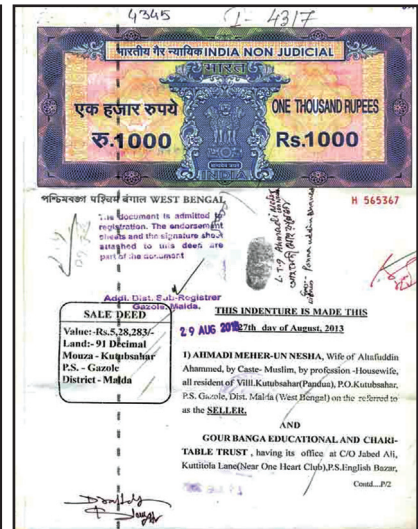 4345 I-4317
भारतीय गैर न्यायिक INDIA NON JUDICIAL
भारत
एक हजार रुपये
ONE THOUSAND RUPEES
रु.1000
Rs.1000
सत्यमेव जयते
INDIA
পশ্চিমবঙ্গ पश्चिम बंगाल WEST BENGAL
H 565367
This document is admitted to
registration. The endorsement
sheets and the signature sheet
attached to this deed are
part of the document
Addl. Dist. Sub-Registrer
Gazole, Malda.
SALE DEED
Value:-Rs.5,28,283/-
Land:- 91 Decimal
Mouza - Kutubsahar
P.S. - Gazole
District - Malda
THIS INDENTURE IS MADE THIS
29 AUG 2013
27th day of August, 2013
1) AHMADI MEHER-UN NESHA, Wife of Altafuddin
Ahammed, by Caste- Muslim, by profession -Housewife,
all resident of Vill.Kutubsahar(Pandua), P.O.Kutubsahar,
P.S. Gazole, Dist. Malda (West Bengal) on the referred to
as the SELLER.
AND
GOUR BANGA EDUCATIONAL AND CHARI-
TABLE TRUST , having its office at C/O Jabed Ali,
Kuttitola Lane(Near One Heart Club),P.S.English Bazar,
Contd....P/2